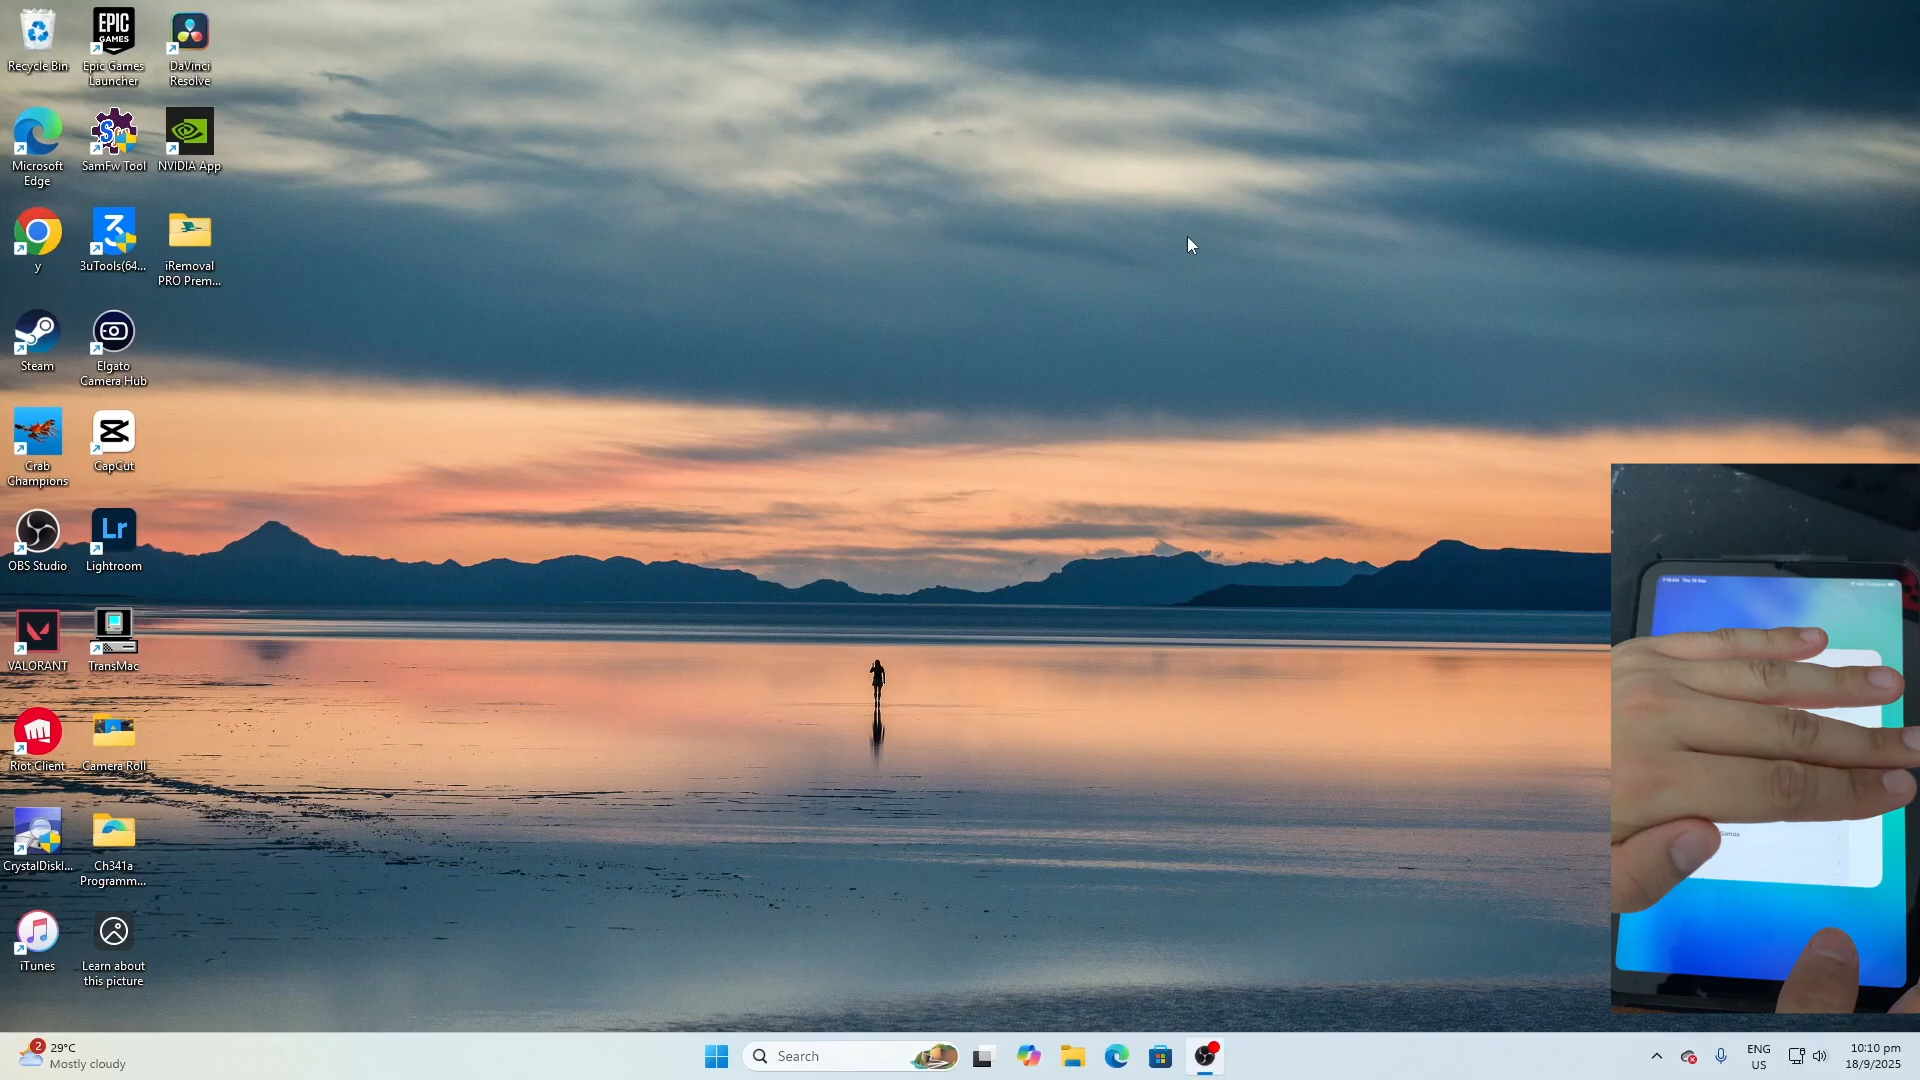 Recycle Bin
EPIC
GAMES
Epic Games
Launcher
DaVinci
Resolve
Microsoft
Edge
SamFw Tool
NVIDIA App
y
3uTools(64...
iRemoval
PRO Prem...
Steam
Elgato
Camera Hub
Crab
Champions
CapCut
OBS Studio
Lr
Lightroom
VALORANT
TransMac
Riot Client
Camera Roll
CrystalDiskI...
Ch341a
Programm...
iTunes
Learn about
this picture
Samoa
2
29°C
Mostly cloudy
Search
ENG
US
10:10 pm
18/9/2025